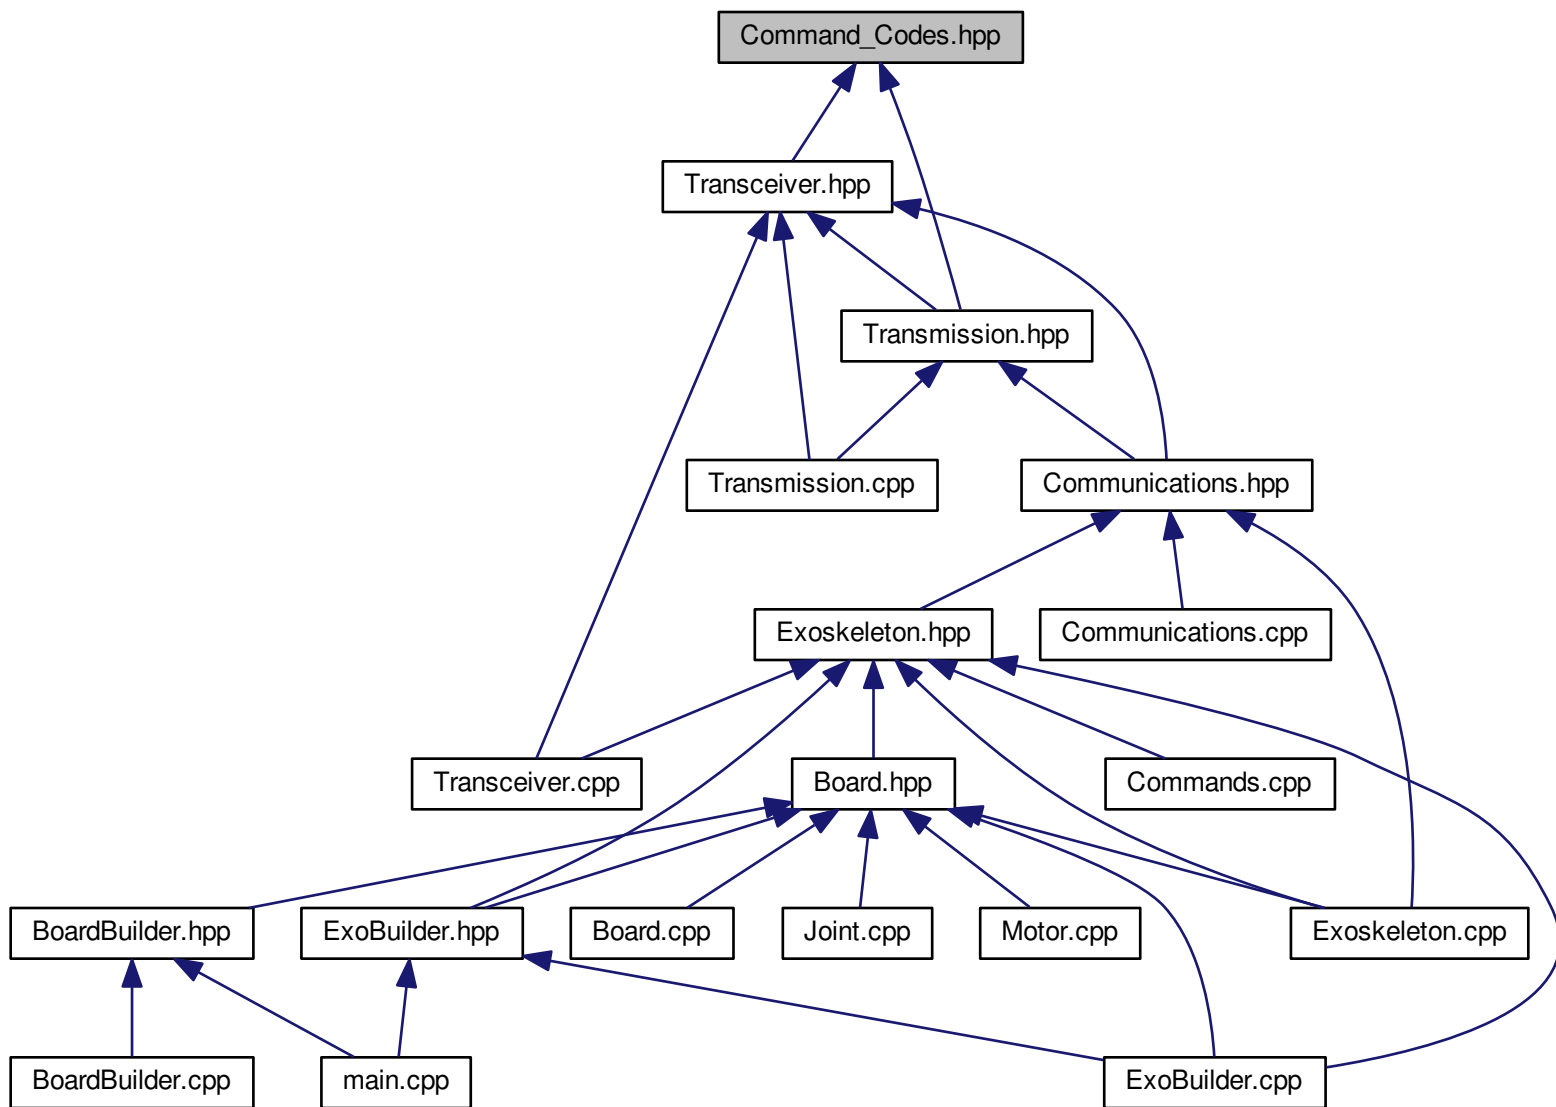 Command_Codes.hpp
Transceiver.hpp
Transmission.hpp
Transmission.cpp
Communications.hpp
Exoskeleton.hpp
Communications.cpp
Transceiver.cpp
Board.hpp
Commands.cpp
BoardBuilder.hpp
ExoBuilder.hpp
Board.cpp
Joint.cpp
Motor.cpp
Exoskeleton.cpp
BoardBuilder.cpp
main.cpp
ExoBuilder.cpp